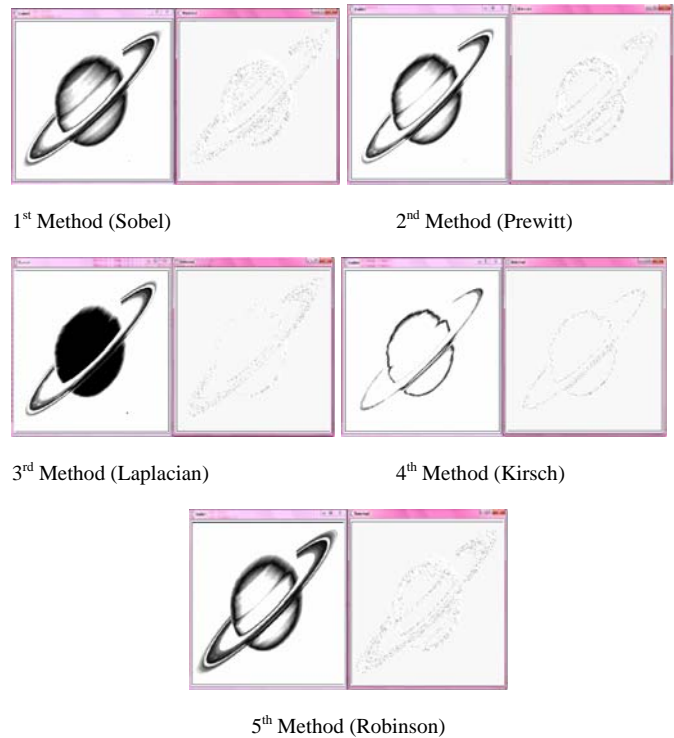 1st Method (Sobel)
2nd Method (Prewitt)
3rd Method (Laplacian)
4th Method (Kirsch)
5th Method (Robinson)